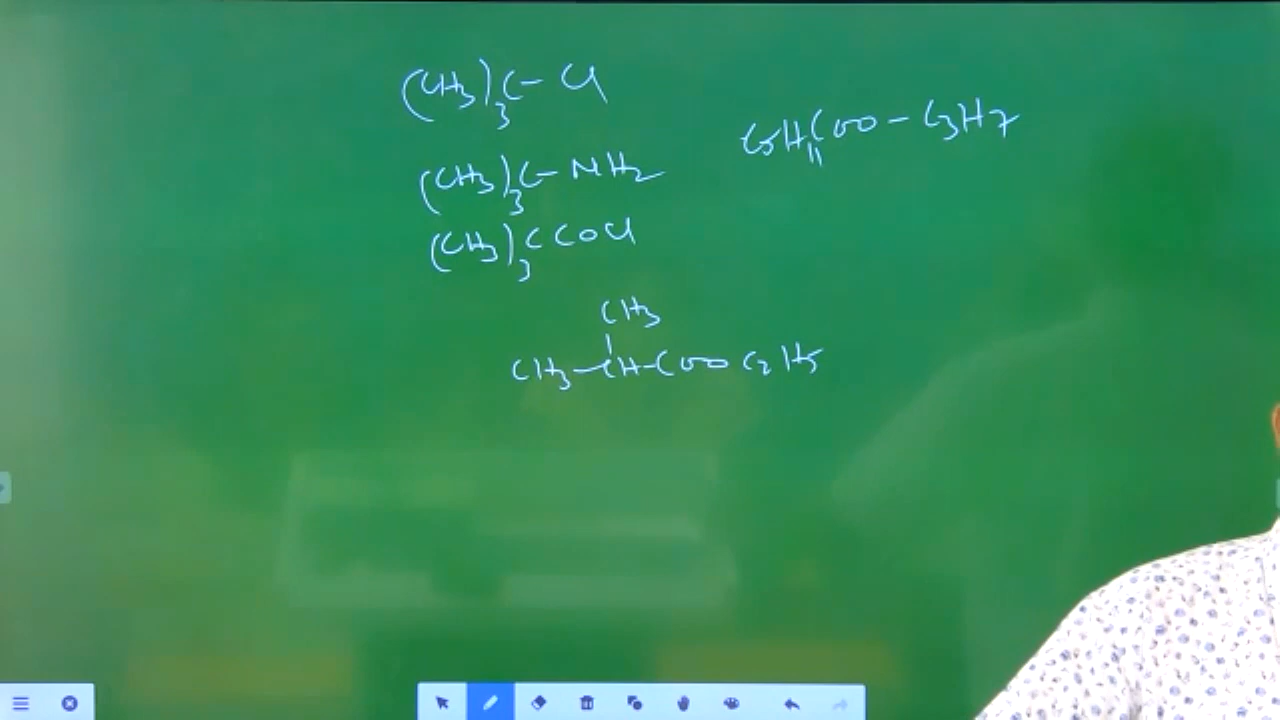 (CH₃)₃C–Cl
C₅H₁₁COO–C₃H₇
(CH₃)₃C–NH₂
(CH₃)₃CCOCl
CH₃
|
CH₃–CH–COOC₂H₅